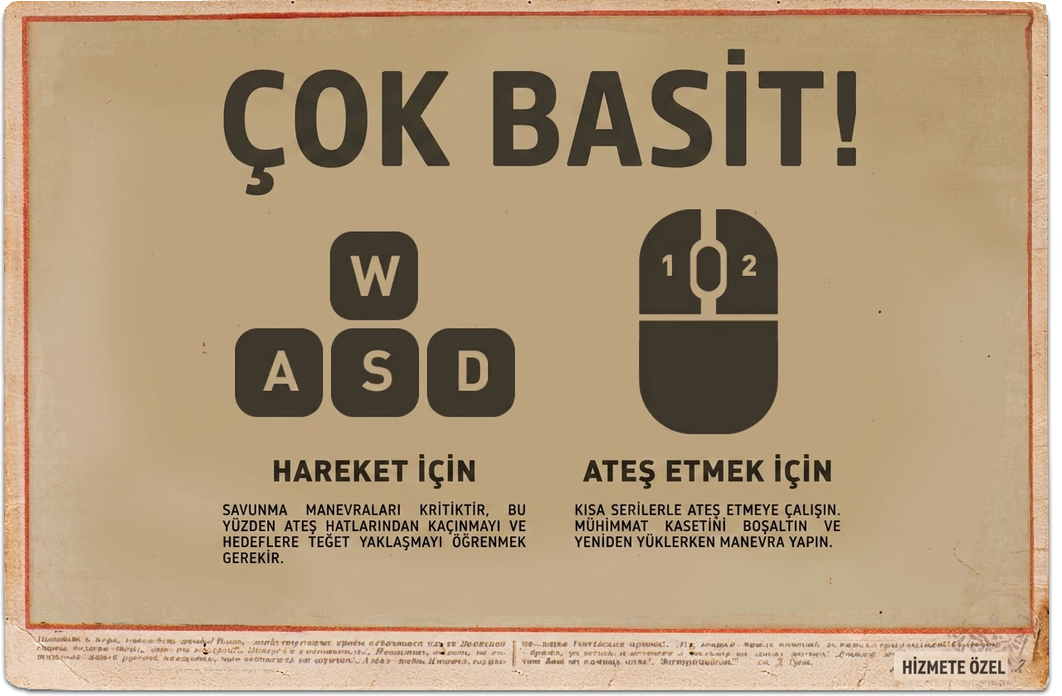 ÇOK BASİT!
W
A S D
1 2
HAREKET İÇİN
SAVUNMA MANEVRALARI KRİTİKTİR, BU
YÜZDEN ATEŞ HATLARINDAN KAÇINMAYI VE
HEDEFLERE TEĞET YAKLAŞMAYI ÖĞRENMEK
GEREKİR.
ATEŞ ETMEK İÇİN
KISA SERİLERLE ATEŞ ETMEYE ÇALIŞIN.
MÜHİMMAT KASETİNİ BOŞALTIN VE
YENİDEN YÜKLERKEN MANEVRA YAPIN.
HİZMETE ÖZEL